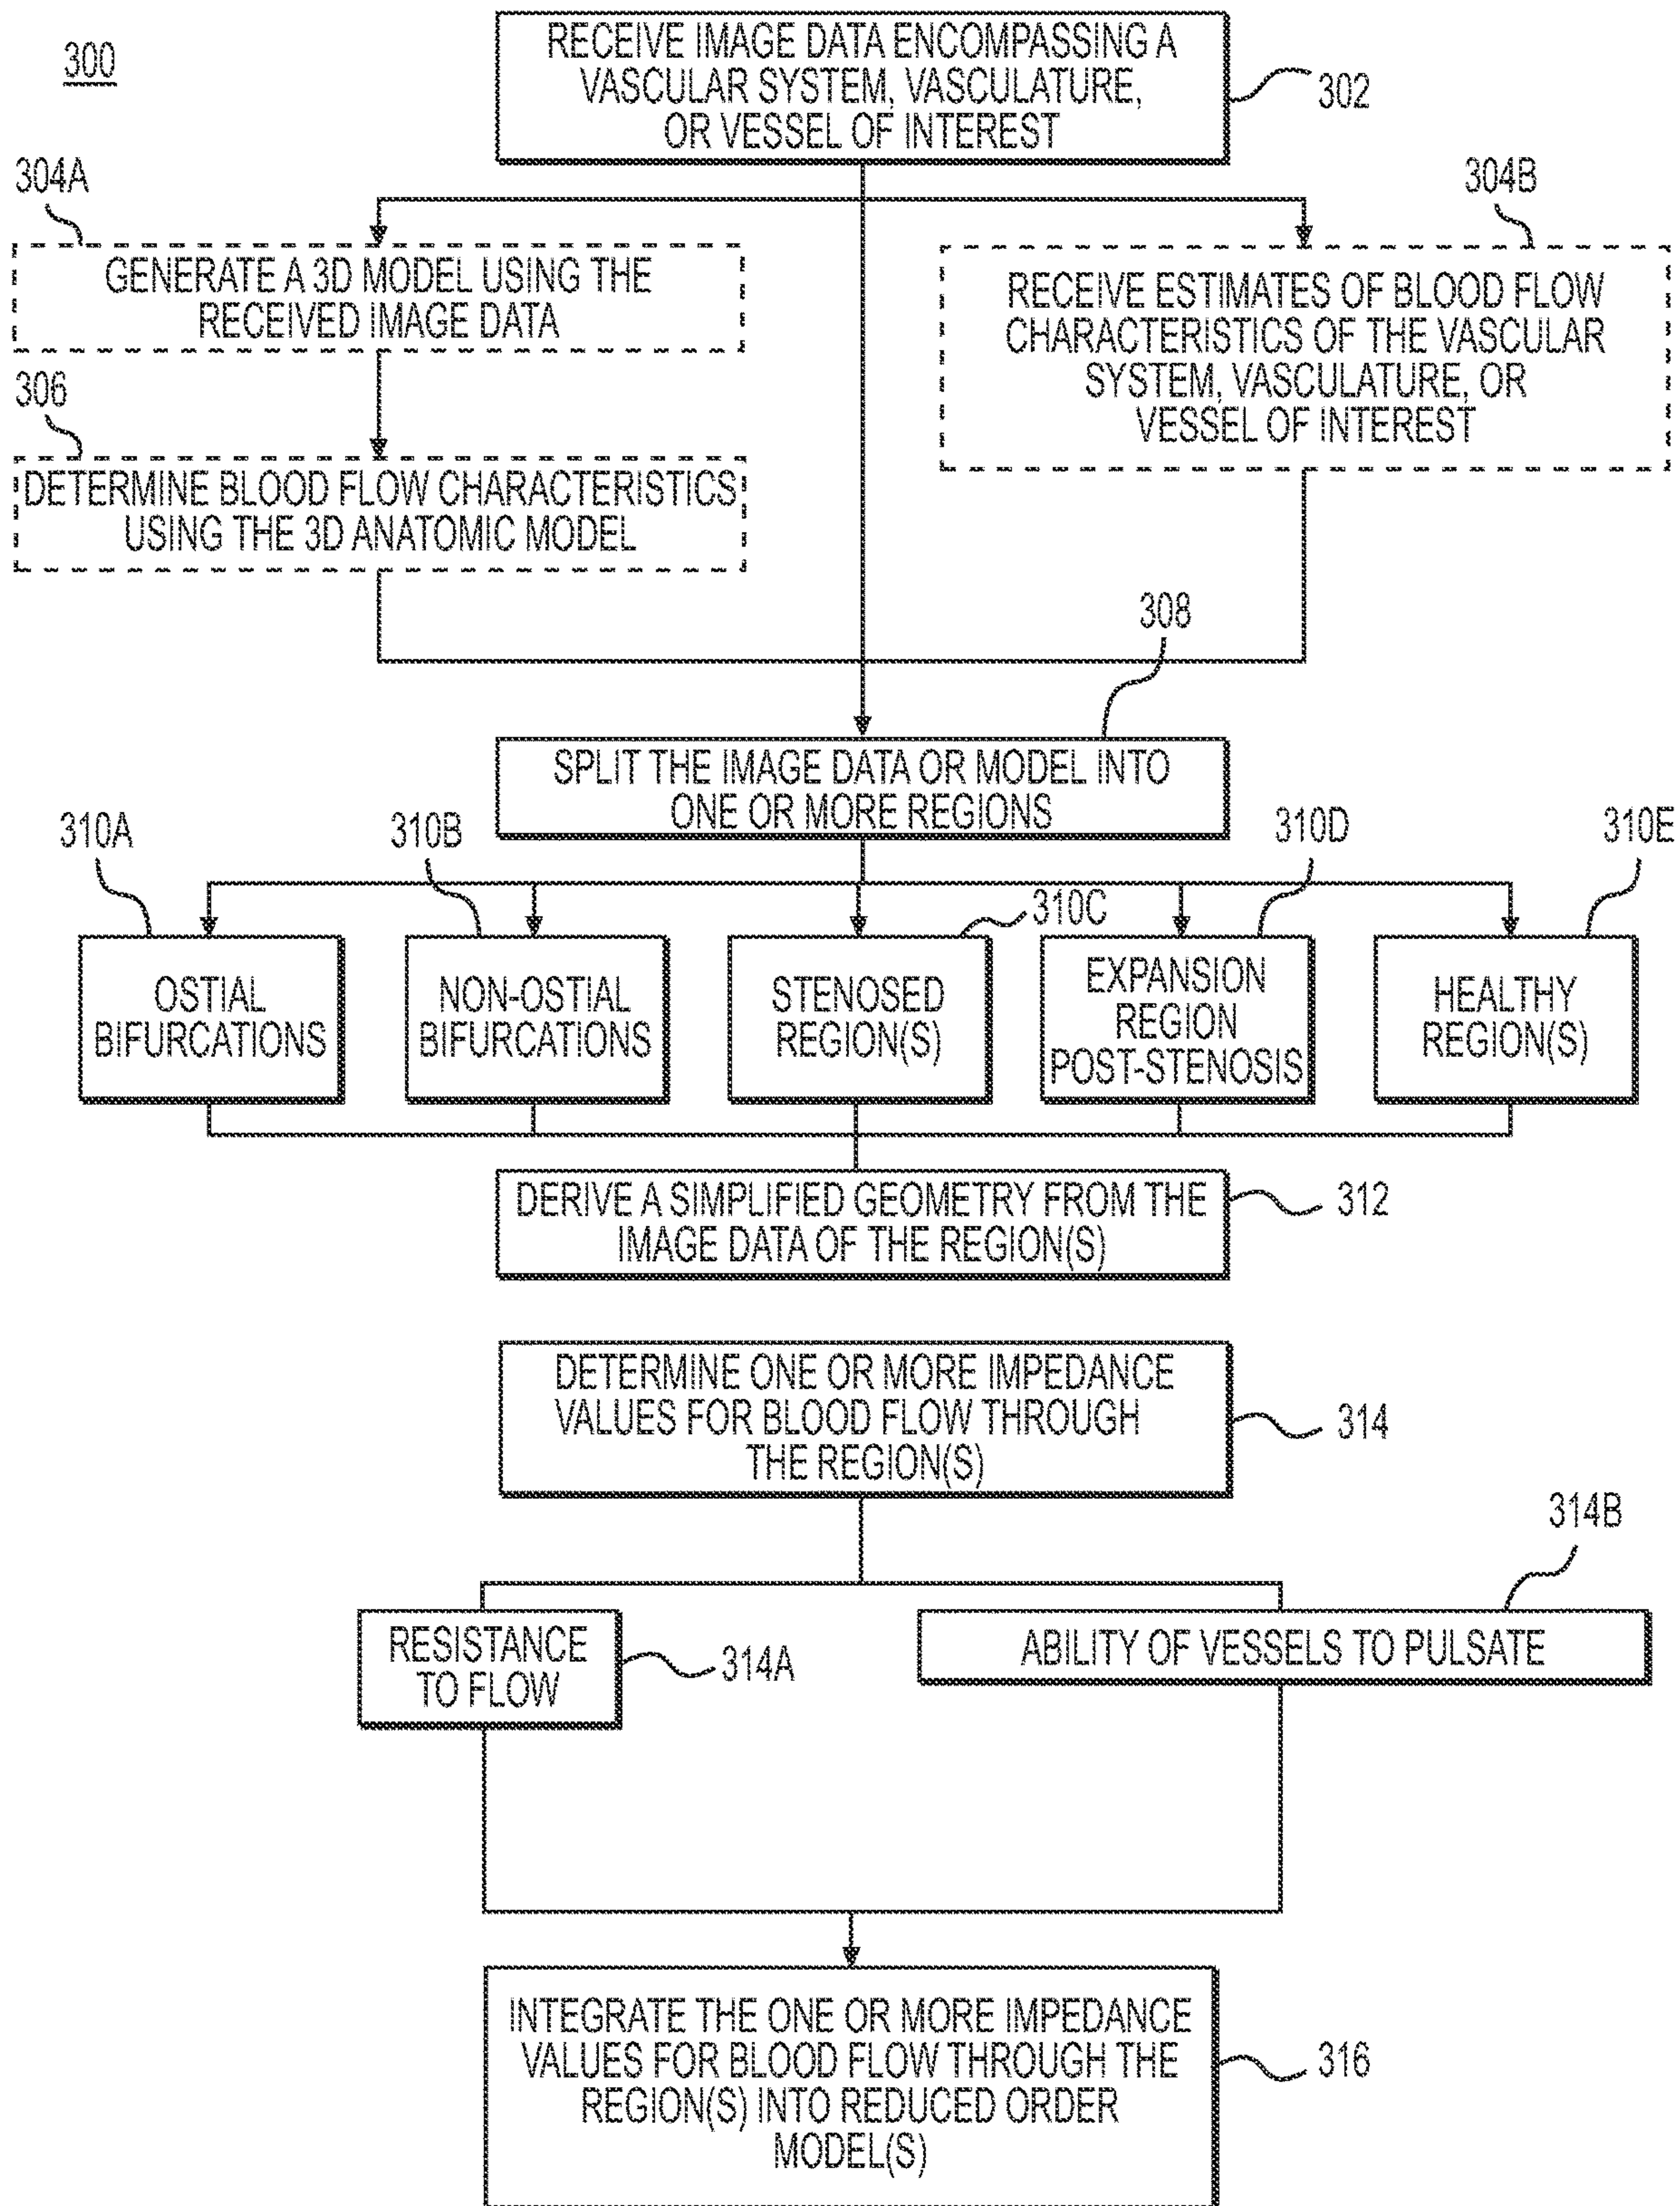 300
RECEIVE IMAGE DATA ENCOMPASSING A
VASCULAR SYSTEM, VASCULATURE,
OR VESSEL OF INTEREST
302
304A
304B
GENERATE A 3D MODEL USING THE
RECEIVED IMAGE DATA
RECEIVE ESTIMATES OF BLOOD FLOW
CHARACTERISTICS OF THE VASCULAR
SYSTEM, VASCULATURE, OR
VESSEL OF INTEREST
306
DETERMINE BLOOD FLOW CHARACTERISTICS
USING THE 3D ANATOMIC MODEL
308
SPLIT THE IMAGE DATA OR MODEL INTO
ONE OR MORE REGIONS
310A
310B
310C
310D
310E
OSTIAL
BIFURCATIONS
NON-OSTIAL
BIFURCATIONS
STENOSED
REGION(S)
EXPANSION
REGION
POST-STENOSIS
HEALTHY
REGION(S)
DERIVE A SIMPLIFIED GEOMETRY FROM THE
IMAGE DATA OF THE REGION(S)
312
DETERMINE ONE OR MORE IMPEDANCE
VALUES FOR BLOOD FLOW THROUGH
THE REGION(S)
314
314B
RESISTANCE
TO FLOW
314A
ABILITY OF VESSELS TO PULSATE
INTEGRATE THE ONE OR MORE IMPEDANCE
VALUES FOR BLOOD FLOW THROUGH THE
REGION(S) INTO REDUCED ORDER
MODEL(S)
316